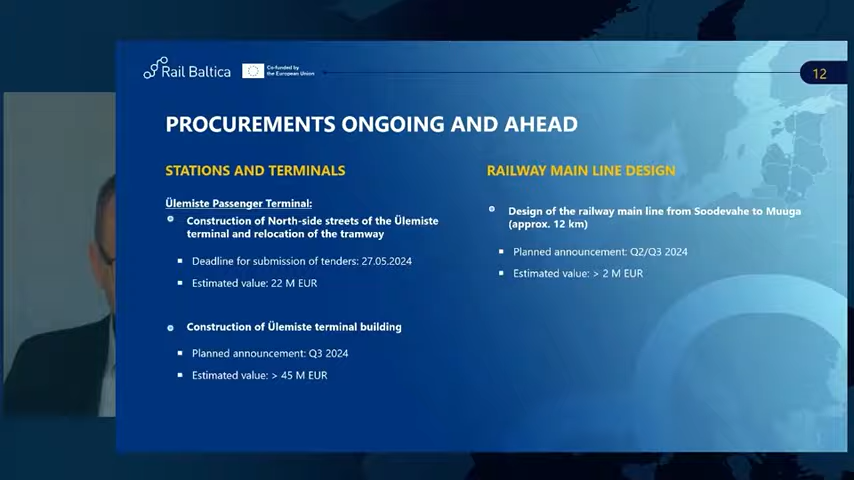 Rail Baltica
Co-funded by
the European Union
12
PROCUREMENTS ONGOING AND AHEAD
STATIONS AND TERMINALS
Ülemiste Passenger Terminal:
Construction of North-side streets of the Ülemiste
terminal and relocation of the tramway
Deadline for submission of tenders: 27.05.2024
Estimated value: 22 M EUR
Construction of Ülemiste terminal building
Planned announcement: Q3 2024
Estimated value: > 45 M EUR
RAILWAY MAIN LINE DESIGN
Design of the railway main line from Soodevahe to Muuga
(approx. 12 km)
Planned announcement: Q2/Q3 2024
Estimated value: > 2 M EUR